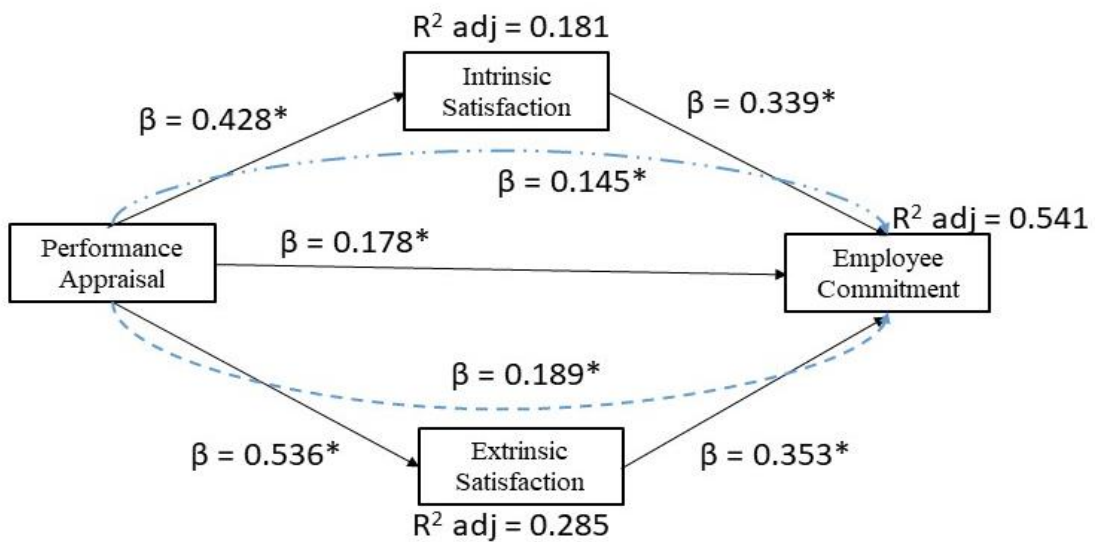 R² adj = 0.181
Intrinsic
Satisfaction
β = 0.428*
β = 0.339*
β = 0.145*
R² adj = 0.541
Performance
Appraisal
β = 0.178*
Employee
Commitment
β = 0.189*
β = 0.536*
Extrinsic
Satisfaction
β = 0.353*
R² adj = 0.285